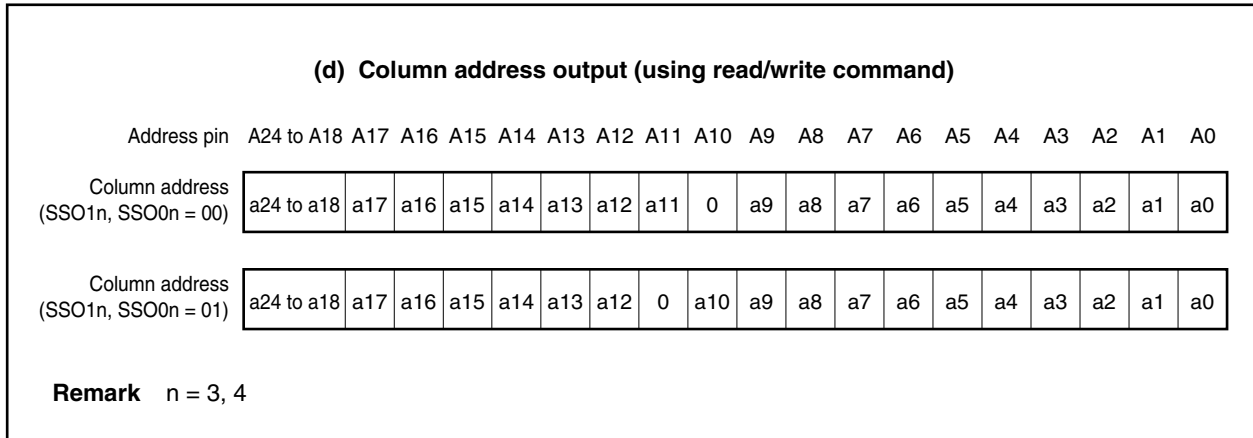 (d) Column address output (using read/write command)
Address pin A24 to A18 A17 A16 A15 A14 A13 A12 A11 A10 A9 A8 A7 A6 A5 A4 A3 A2 A1 A0
Column address
(SSO1n, SSO0n = 00) a24 to a18 a17 a16 a15 a14 a13 a12 a11 0 a9 a8 a7 a6 a5 a4 a3 a2 a1 a0
Column address
(SSO1n, SSO0n = 01) a24 to a18 a17 a16 a15 a14 a13 a12 0 a10 a9 a8 a7 a6 a5 a4 a3 a2 a1 a0
Remark n = 3, 4